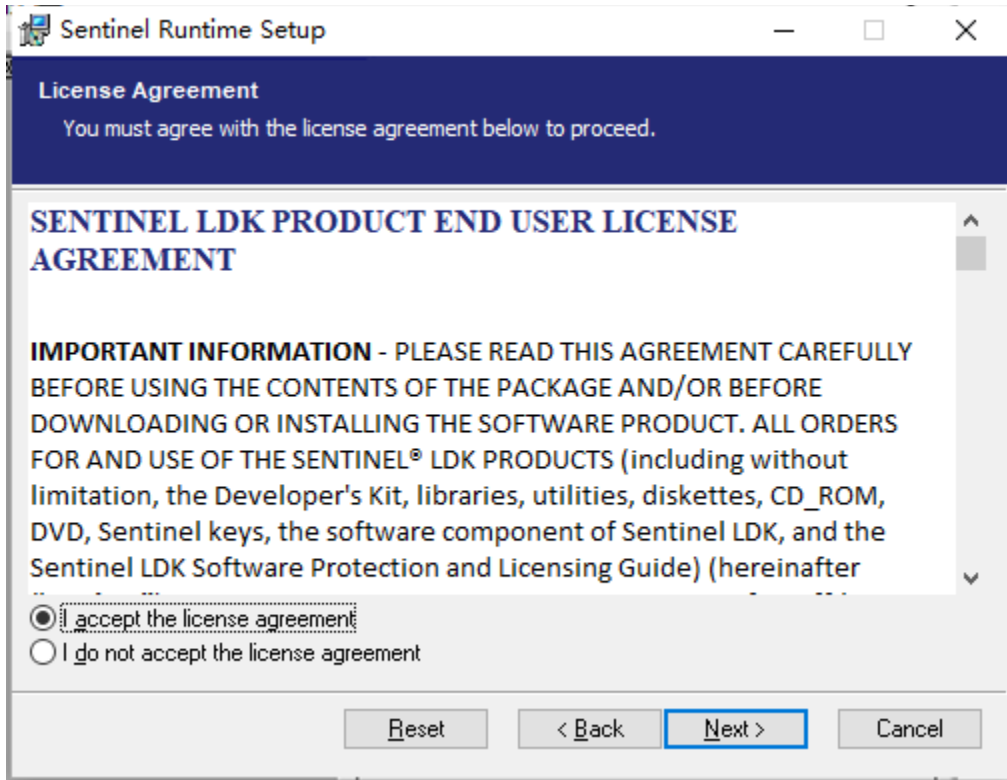 Sentinel Runtime Setup
License Agreement
You must agree with the license agreement below to proceed.
SENTINEL LDK PRODUCT END USER LICENSE
AGREEMENT
IMPORTANT INFORMATION - PLEASE READ THIS AGREEMENT CAREFULLY
BEFORE USING THE CONTENTS OF THE PACKAGE AND/OR BEFORE
DOWNLOADING OR INSTALLING THE SOFTWARE PRODUCT. ALL ORDERS
FOR AND USE OF THE SENTINEL® LDK PRODUCTS (including without
limitation, the Developer's Kit, libraries, utilities, diskettes, CD_ROM,
DVD, Sentinel keys, the software component of Sentinel LDK, and the
Sentinel LDK Software Protection and Licensing Guide) (hereinafter
I accept the license agreement
I do not accept the license agreement
Reset < Back Next > Cancel